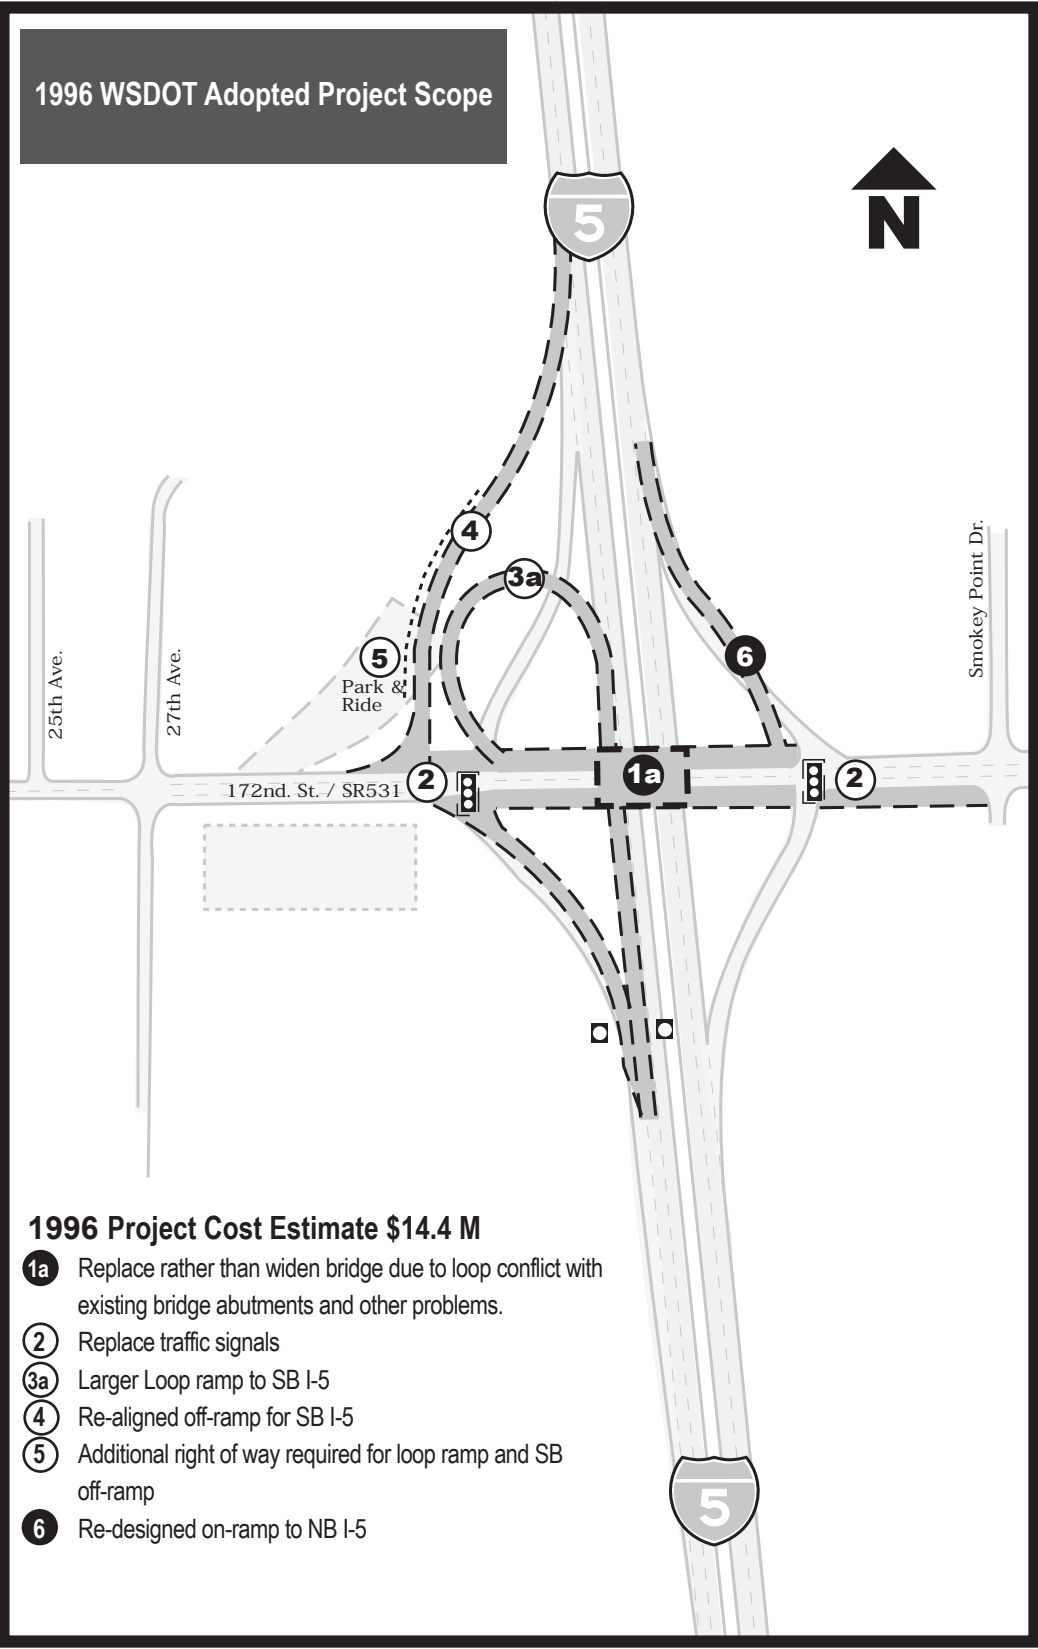 1996 WSDOT Adopted Project Scope
5
N
4
3a
Smokey Point Dr.
25th Ave.
27th Ave.
5
Park &
Ride
6
2
1a
2
172nd. St. / SR531
1996 Project Cost Estimate $14.4 M
1a Replace rather than widen bridge due to loop conflict with
existing bridge abutments and other problems.
2 Replace traffic signals
3a Larger Loop ramp to SB I-5
4 Re-aligned off-ramp for SB I-5
5 Additional right of way required for loop ramp and SB
off-ramp
6 Re-designed on-ramp to NB I-5
5